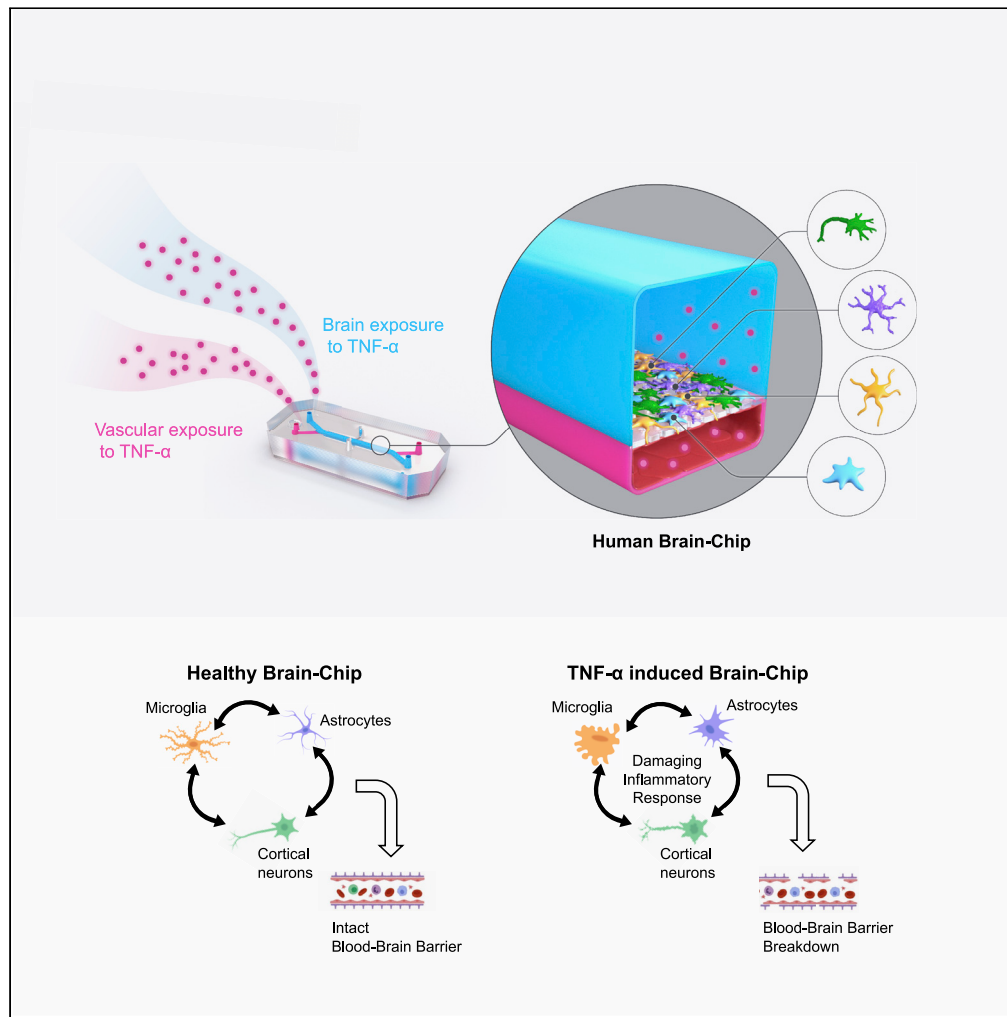 Brain exposure
to TNF-α
Vascular exposure
to TNF-α
Human Brain-Chip
Healthy Brain-Chip
Microglia
Astrocytes
Cortical
neurons
Intact
Blood-Brain Barrier
TNF-α induced Brain-Chip
Microglia
Astrocytes
Damaging
Inflammatory
Response
Cortical
neurons
Blood-Brain Barrier
Breakdown